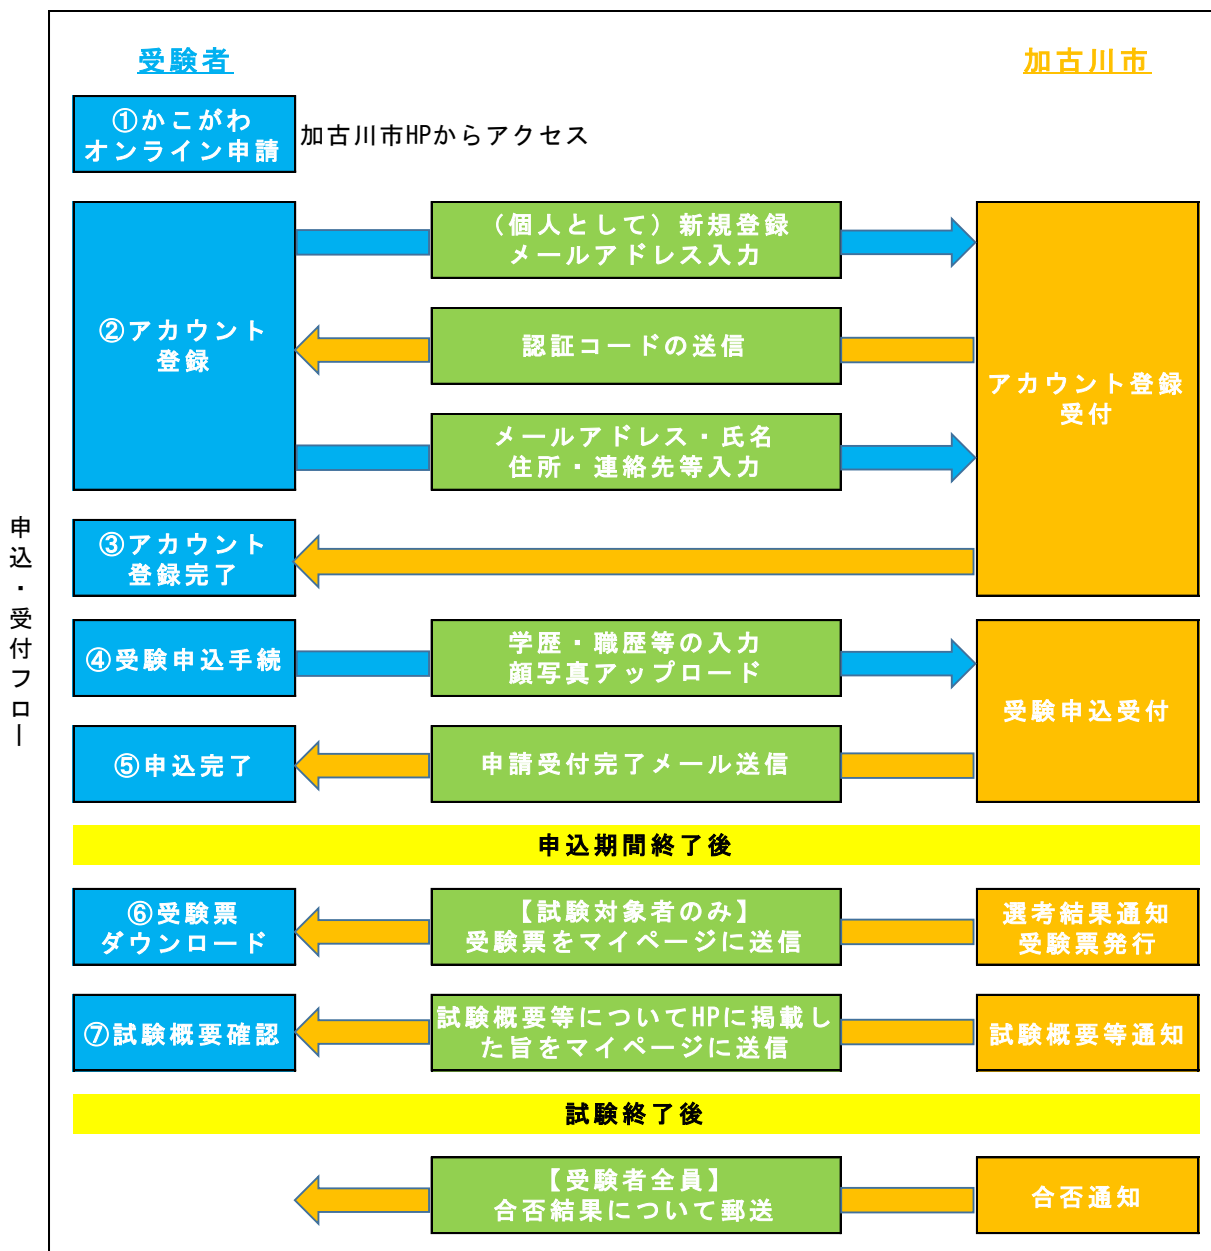 受験者
加古川市
①かこがわ
オンライン申請
加古川市HPからアクセス
②アカウント
登録
(個人として)新規登録
メールアドレス入力
認証コードの送信
メールアドレス・氏名
住所・連絡先等入力
アカウント登録
受付
③アカウント
登録完了
申込・受付フロー
④受験申込手続
学歴・職歴等の入力
顔写真アップロード
受験申込受付
⑤申込完了
申請受付完了メール送信
申込期間終了後
⑥受験票
ダウンロード
【試験対象者のみ】
受験票をマイページに送信
選考結果通知
受験票発行
⑦試験概要確認
試験概要等についてHPに掲載し
た旨をマイページに送信
試験概要等通知
試験終了後
【受験者全員】
合否結果について郵送
合否通知